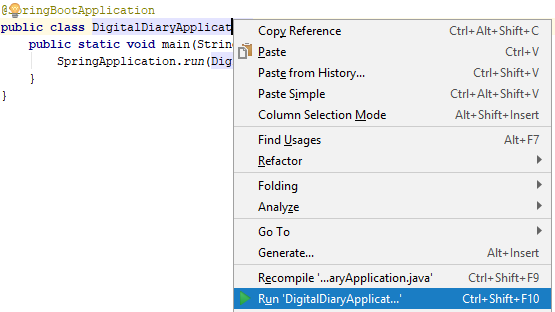 @SpringBootApplication
public class DigitalDiaryApplicat
public static void main(Strin
SpringApplication.run(Dig
}
}
Copy Reference Ctrl+Alt+Shift+C
Paste Ctrl+V
Paste from History... Ctrl+Shift+V
Paste Simple Ctrl+Alt+Shift+V
Column Selection Mode Alt+Shift+Insert
Find Usages Alt+F7
Refactor
Folding
Analyze
Go To
Generate... Alt+Insert
Recompile '...aryApplication.java' Ctrl+Shift+F9
Run 'DigitalDiaryApplicat...' Ctrl+Shift+F10